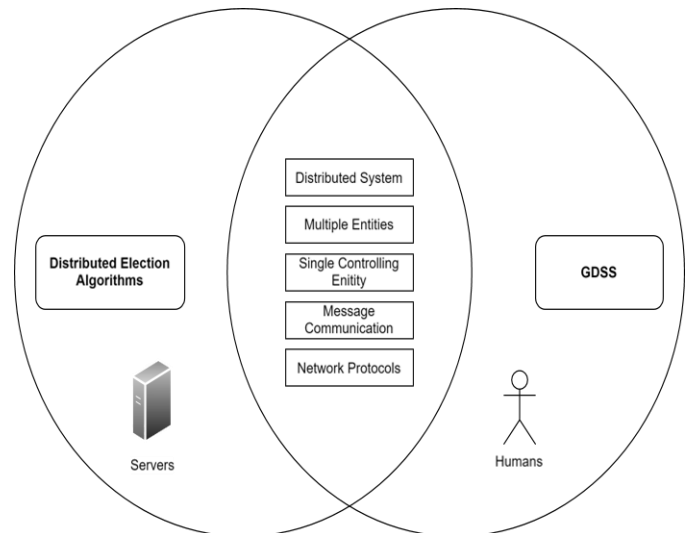 Distributed System
Multiple Entities
Distributed Election
Algorithms
Single Controlling
Enitity
GDSS
Message
Communication
Network Protocols
Servers
Humans